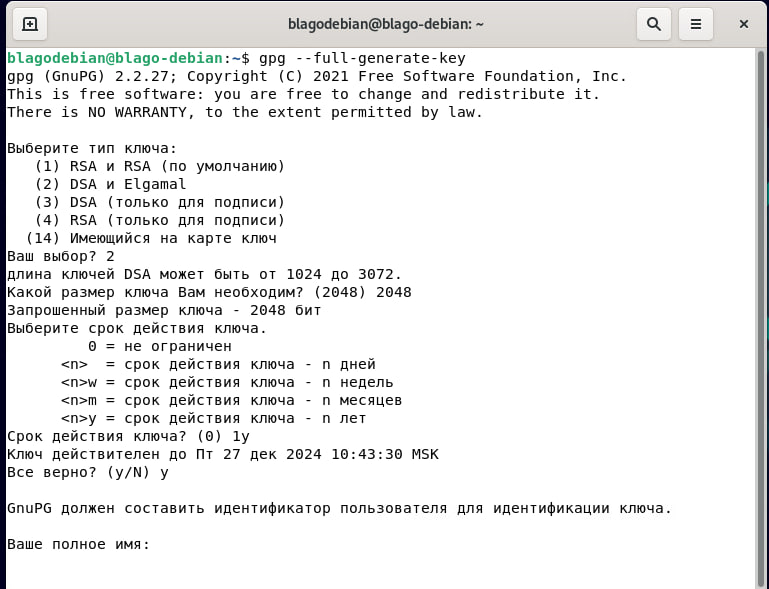 blagodebian@blago-debian: ~
blagodebian@blago-debian:~$ gpg --full-generate-key
gpg (GnuPG) 2.2.27; Copyright (C) 2021 Free Software Foundation, Inc.
This is free software: you are free to change and redistribute it.
There is NO WARRANTY, to the extent permitted by law.

Выберите тип ключа:
   (1) RSA и RSA (по умолчанию)
   (2) DSA и Elgamal
   (3) DSA (только для подписи)
   (4) RSA (только для подписи)
  (14) Имеющийся на карте ключ
Ваш выбор? 2
длина ключей DSA может быть от 1024 до 3072.
Какой размер ключа Вам необходим? (2048) 2048
Запрошенный размер ключа - 2048 бит
Выберите срок действия ключа.
         0 = не ограничен
      <n>  = срок действия ключа - n дней
      <n>w = срок действия ключа - n недель
      <n>m = срок действия ключа - n месяцев
      <n>y = срок действия ключа - n лет
Срок действия ключа? (0) 1y
Ключ действителен до Пт 27 дек 2024 10:43:30 MSK
Все верно? (y/N) y

GnuPG должен составить идентификатор пользователя для идентификации ключа.

Ваше полное имя: